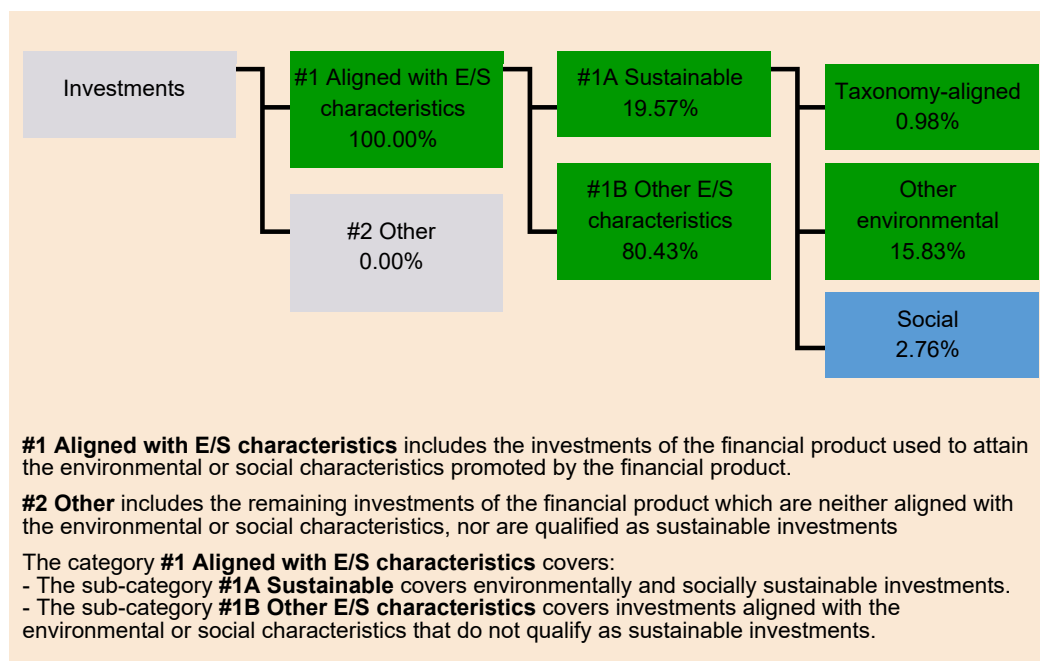 Investments
#1 Aligned with E/S
characteristics
100.00%
#2 Other
0.00%
#1A Sustainable
19.57%
#1B Other E/S
characteristics
80.43%
Taxonomy-aligned
0.98%
Other
environmental
15.83%
Social
2.76%
#1 Aligned with E/S characteristics includes the investments of the financial product used to attain
the environmental or social characteristics promoted by the financial product.
#2 Other includes the remaining investments of the financial product which are neither aligned with
the environmental or social characteristics, nor are qualified as sustainable investments
The category #1 Aligned with E/S characteristics covers:
- The sub-category #1A Sustainable covers environmentally and socially sustainable investments.
- The sub-category #1B Other E/S characteristics covers investments aligned with the
environmental or social characteristics that do not qualify as sustainable investments.